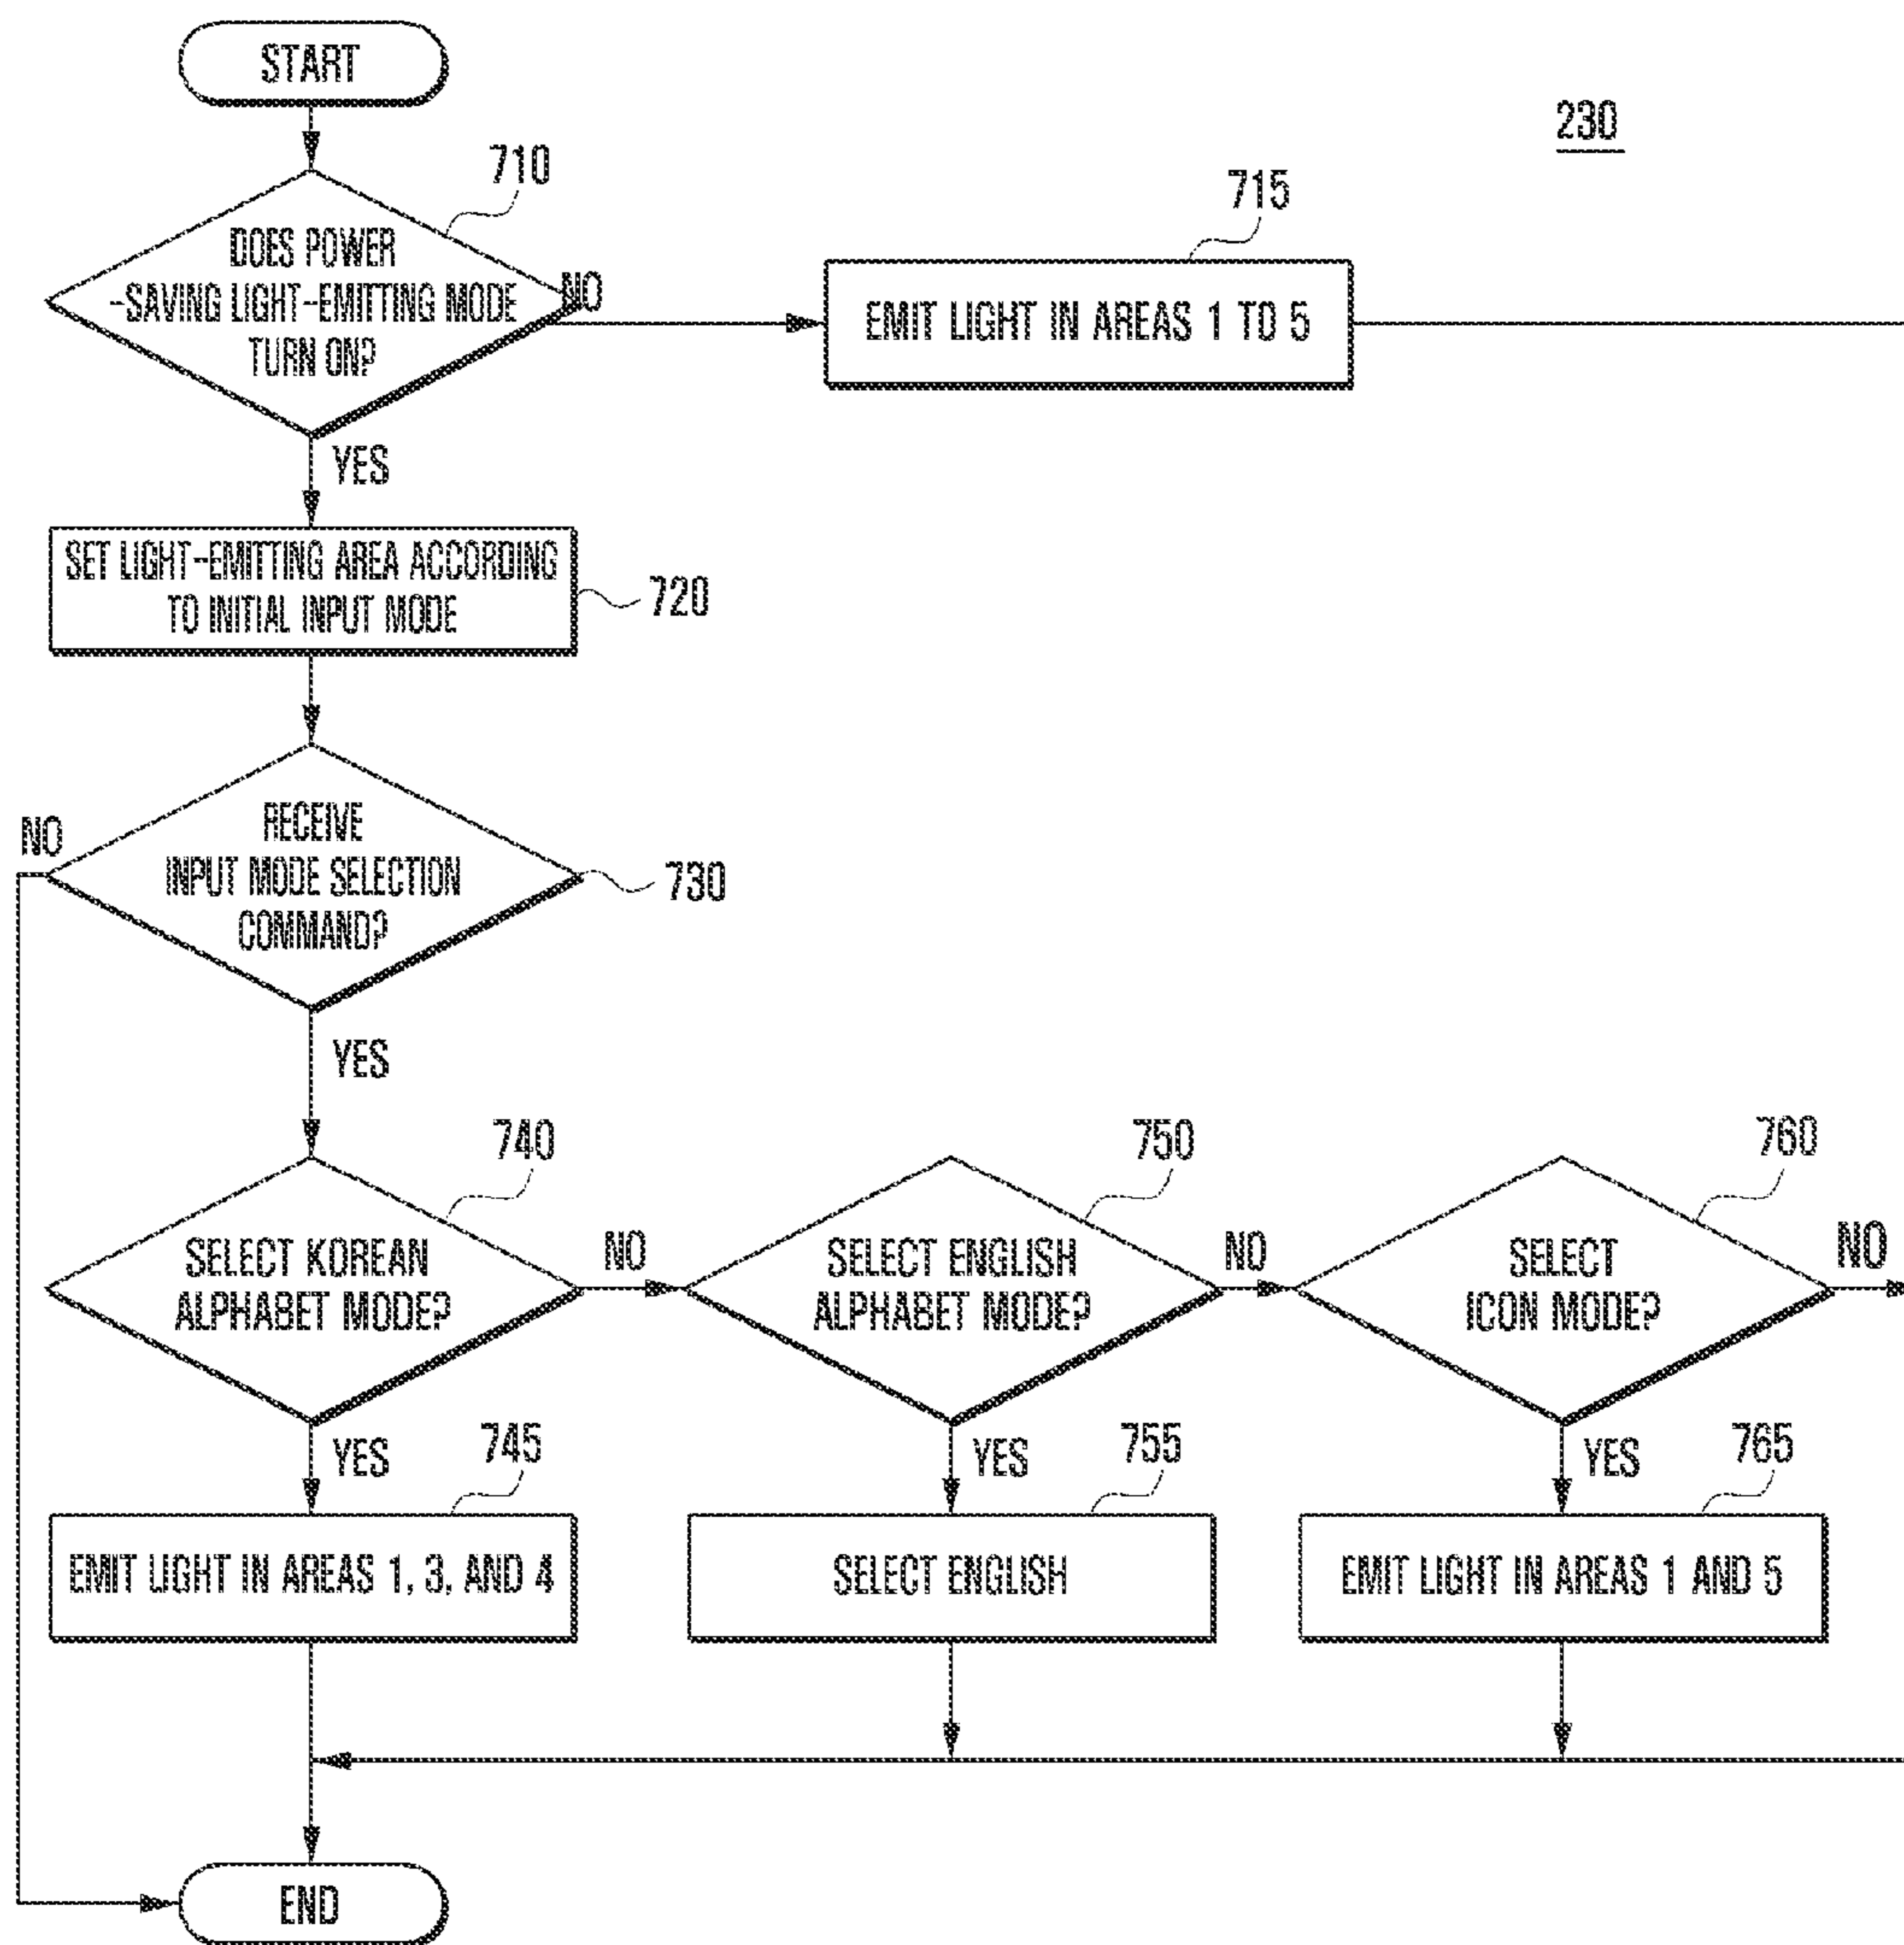 START
230
710
DOES POWER
-SAVING LIGHT-EMITTING MODE
TURN ON?
NO
715
EMIT LIGHT IN AREAS 1 TO 5
YES
SET LIGHT-EMITTING AREA ACCORDING
TO INITIAL INPUT MODE
720
NO
RECEIVE
INPUT MODE SELECTION
COMMAND?
730
YES
740
SELECT KOREAN
ALPHABET MODE?
NO
750
SELECT ENGLISH
ALPHABET MODE?
NO
760
SELECT
ICON MODE?
NO
YES
745
EMIT LIGHT IN AREAS 1, 3, AND 4
YES
755
SELECT ENGLISH
YES
765
EMIT LIGHT IN AREAS 1 AND 5
END